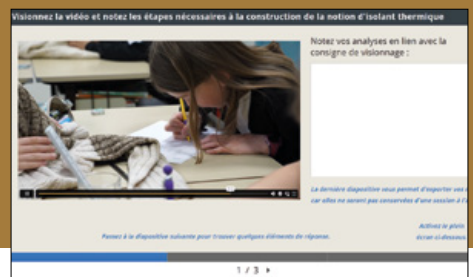 Visionnez la vidéo et notez les étapes nécessaires à la construction de la notion d'isolant thermique
Notez vos analyses en lien avec la
consigne de visionnage :
La dernière diapositive vous permet d'exporter vos
car elles ne seront pas conservées d'une session à l'
Passez à la diapositive suivante pour trouver quelques éléments de réponse.
Activez le plein
écran ci-dessous
1 / 3